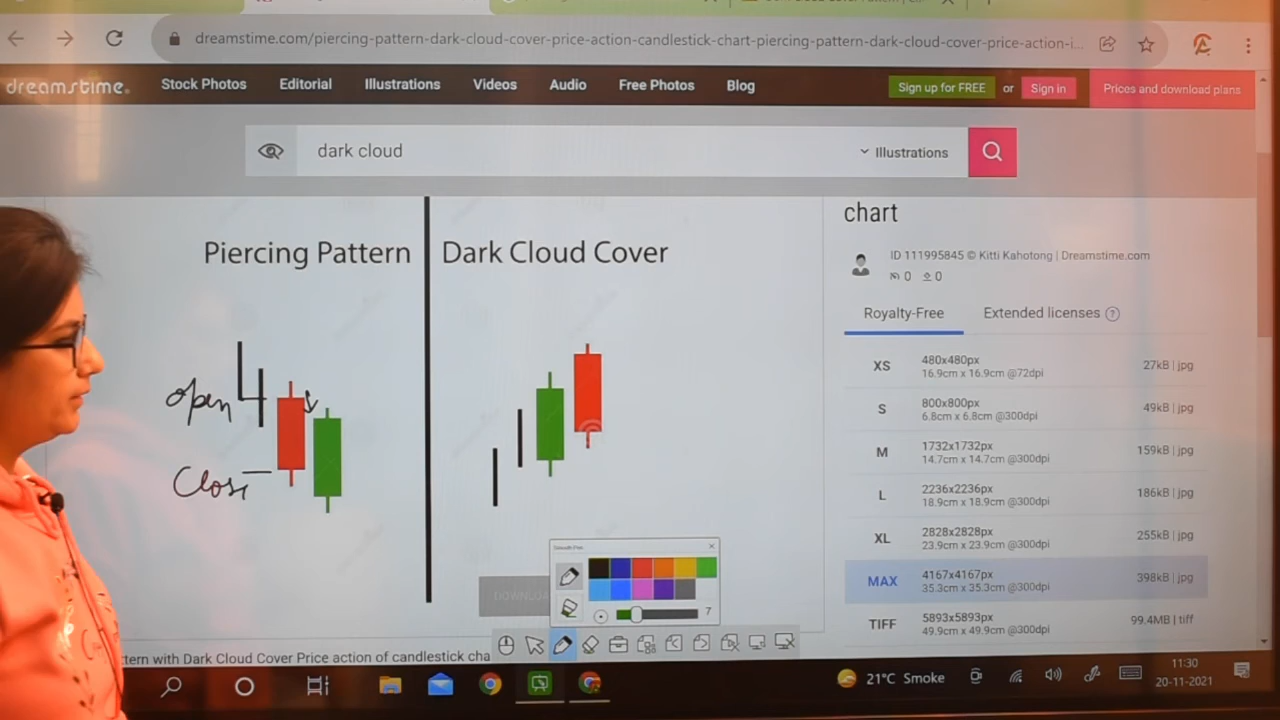 dreamstime.com/piercing-pattern-dark-cloud-cover-price-action-candlestick-chart-piercing-pattern-dark-cloud-cover-price-action-i...
dreamstime.
Stock Photos Editorial Illustrations Videos Audio Free Photos Blog
Sign up for FREE or Sign in Prices and download plans
dark cloud Illustrations
Piercing Pattern Dark Cloud Cover
open
Close
chart
ID 111995845 © Kitti Kahotong | Dreamstime.com
0 0
Royalty-Free Extended licenses ?
XS 480x480px 27kB | jpg
16.9cm x 16.9cm @72dpi
S 800x800px 49kB | jpg
6.8cm x 6.8cm @300dpi
M 1732x1732px 159kB | jpg
14.7cm x 14.7cm @300dpi
L 2236x2236px 186kB | jpg
18.9cm x 18.9cm @300dpi
XL 2828x2828px 255kB | jpg
23.9cm x 23.9cm @300dpi
MAX 4167x4167px 398kB | jpg
35.3cm x 35.3cm @300dpi
TIFF 5893x5893px 99.4MB | tiff
49.9cm x 49.9cm @300dpi
DOWNLOA
7
tern with Dark Cloud Cover Price action of candlestick cha
21°C Smoke
11:30
20-11-2021